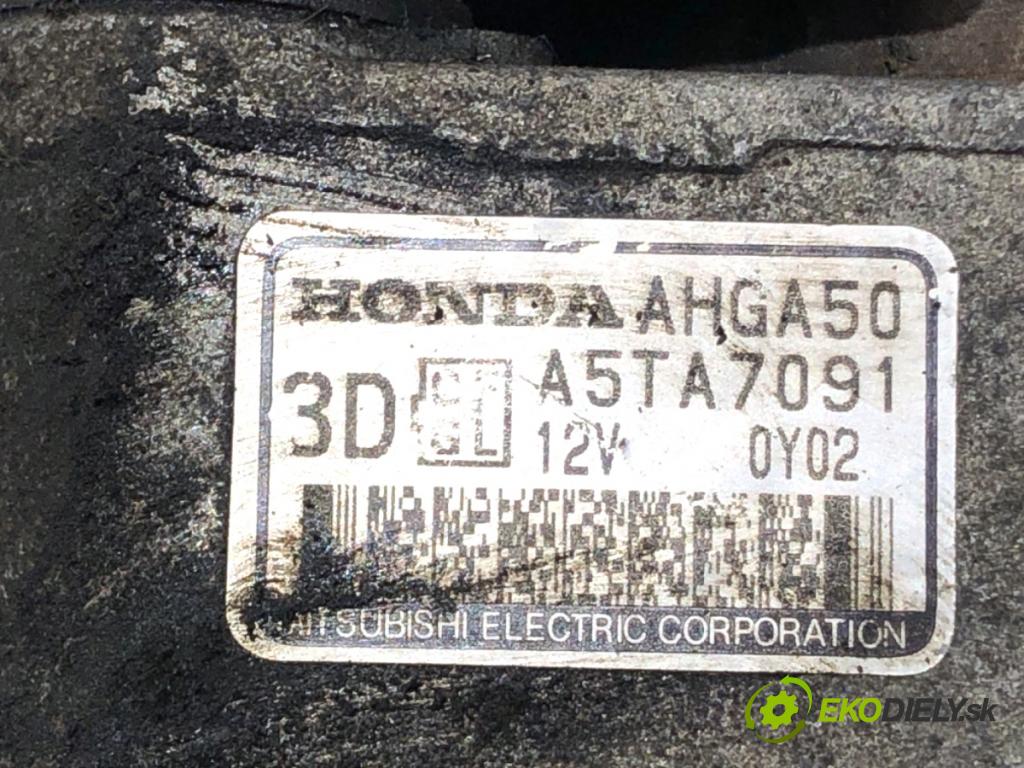 HONDA AHGA50
3D A5TA7091
12V 0Y02
MITSUBISHI ELECTRIC CORPORATION
EKODIELY.sk